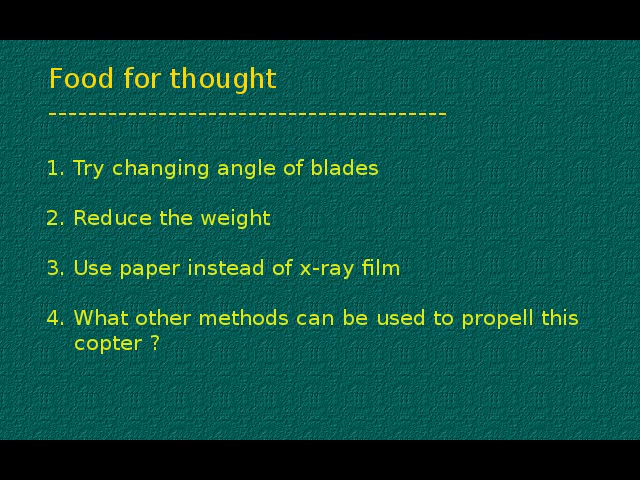 Food for thought
----------------------------------------
1. Try changing angle of blades
2. Reduce the weight
3. Use paper instead of x-ray film
4. What other methods can be used to propell this
copter ?